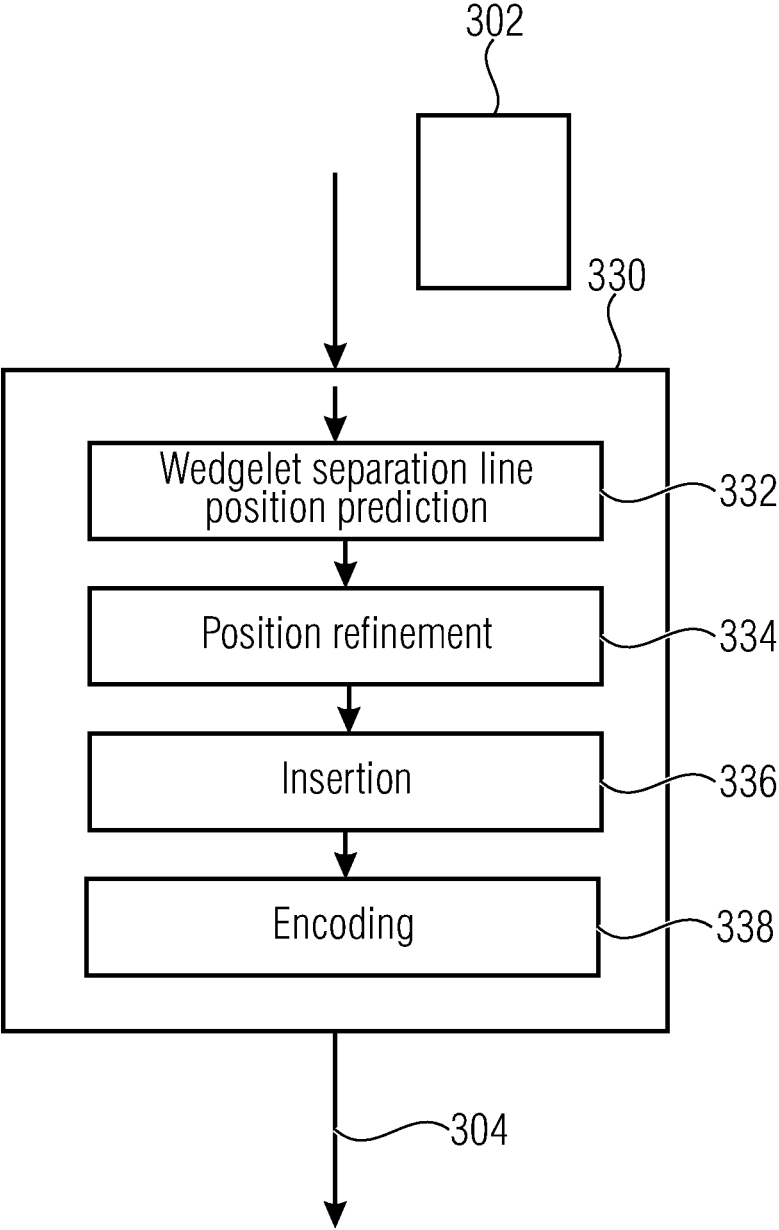 302
330
Wedgelet separation line
position prediction
332
Position refinement
334
Insertion
336
Encoding
338
304